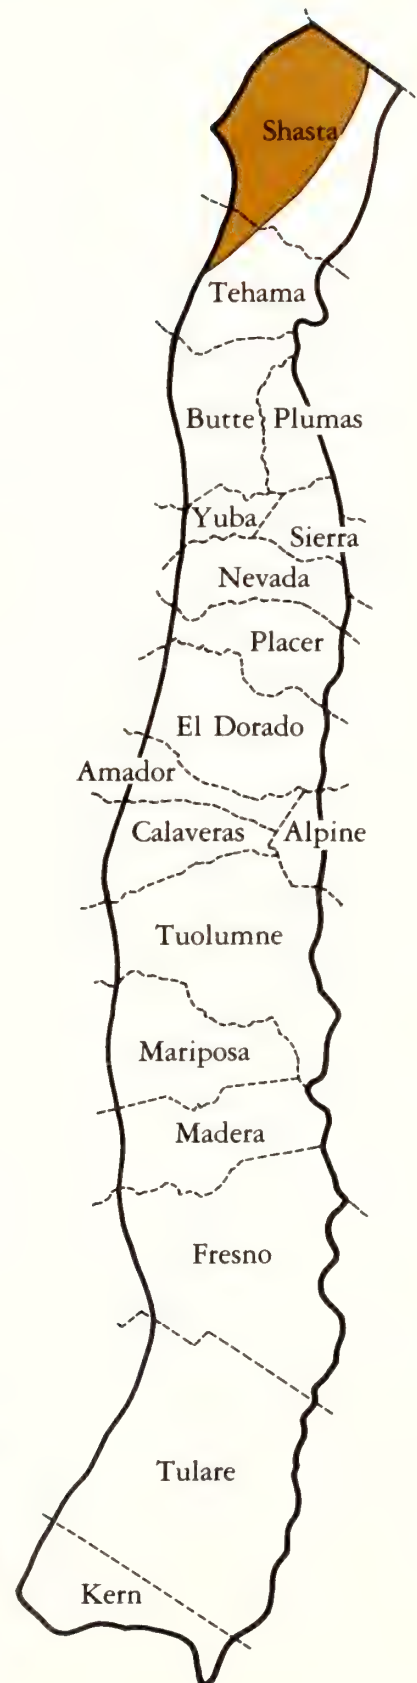 Shasta
Tehama
Butte
Plumas
Yuba
Sierra
Nevada
Placer
El Dorado
Amador
Calaveras
Alpine
Tuolumne
Mariposa
Madera
Fresno
Tulare
Kern